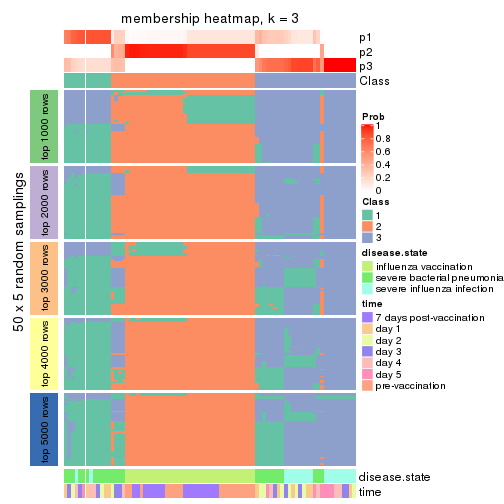 membership heatmap, k = 3
p1
p2
p3
Class
50 x 5 random samplings
top 1000 rows
top 2000 rows
top 3000 rows
top 4000 rows
top 5000 rows
disease.state
time
Prob
1
0.8
0.6
0.4
0.2
0
Class
1
2
3
disease.state
influenza vaccination
severe bacterial pneumonia
severe influenza infection
time
7 days post-vaccination
day 1
day 2
day 3
day 4
day 5
pre-vaccination